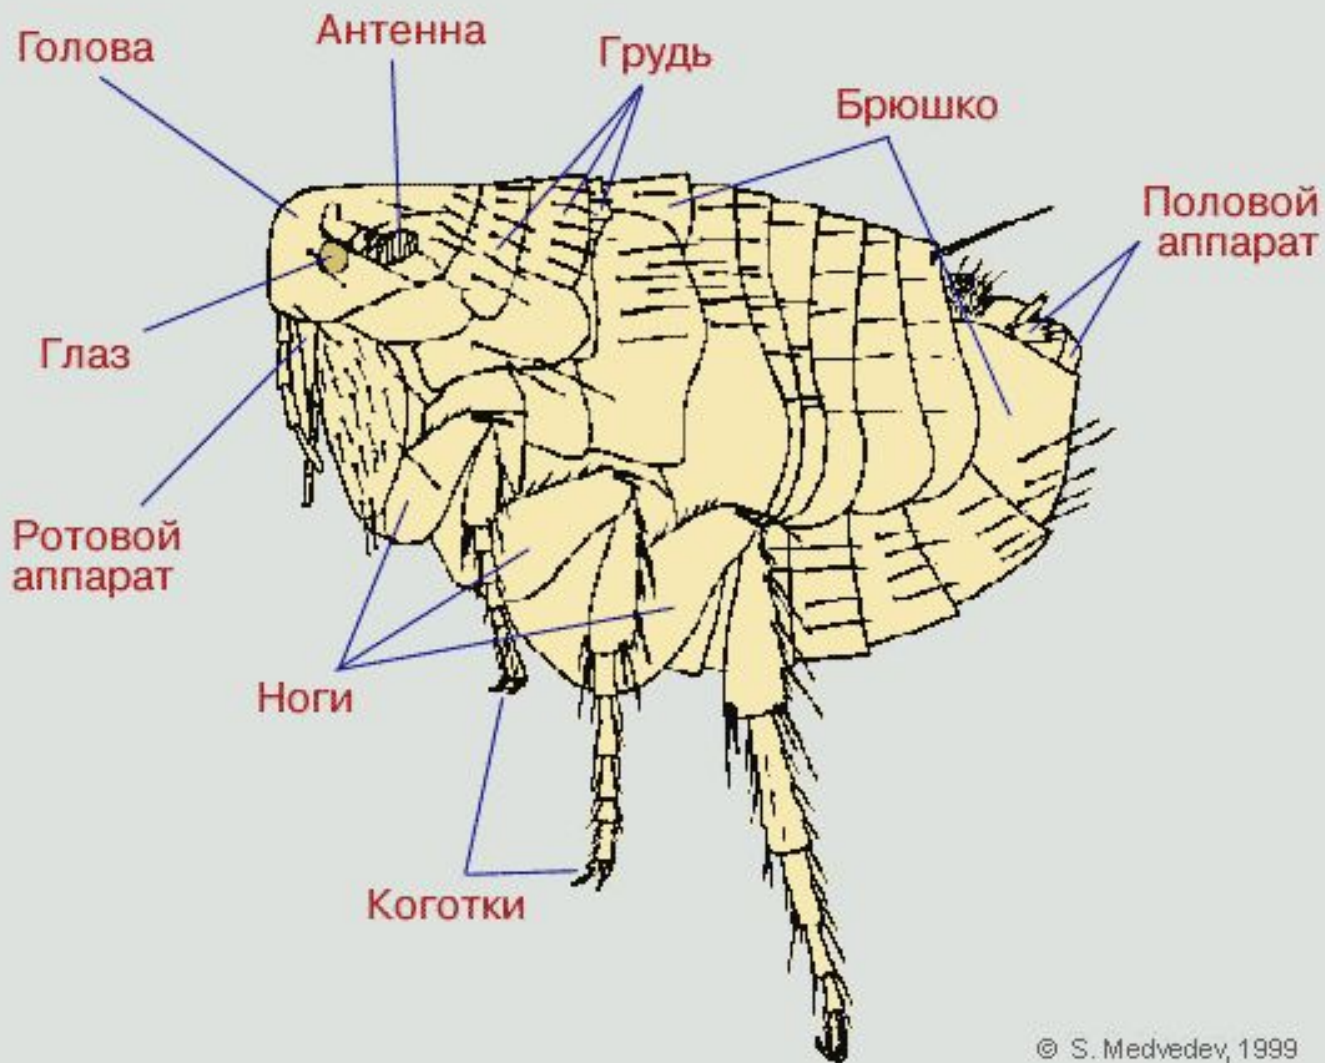 Голова
Антенна
Грудь
Брюшко
Половой
аппарат
Глаз
Ротовой
аппарат
Ноги
Коготки
© S. Medvedev, 1999